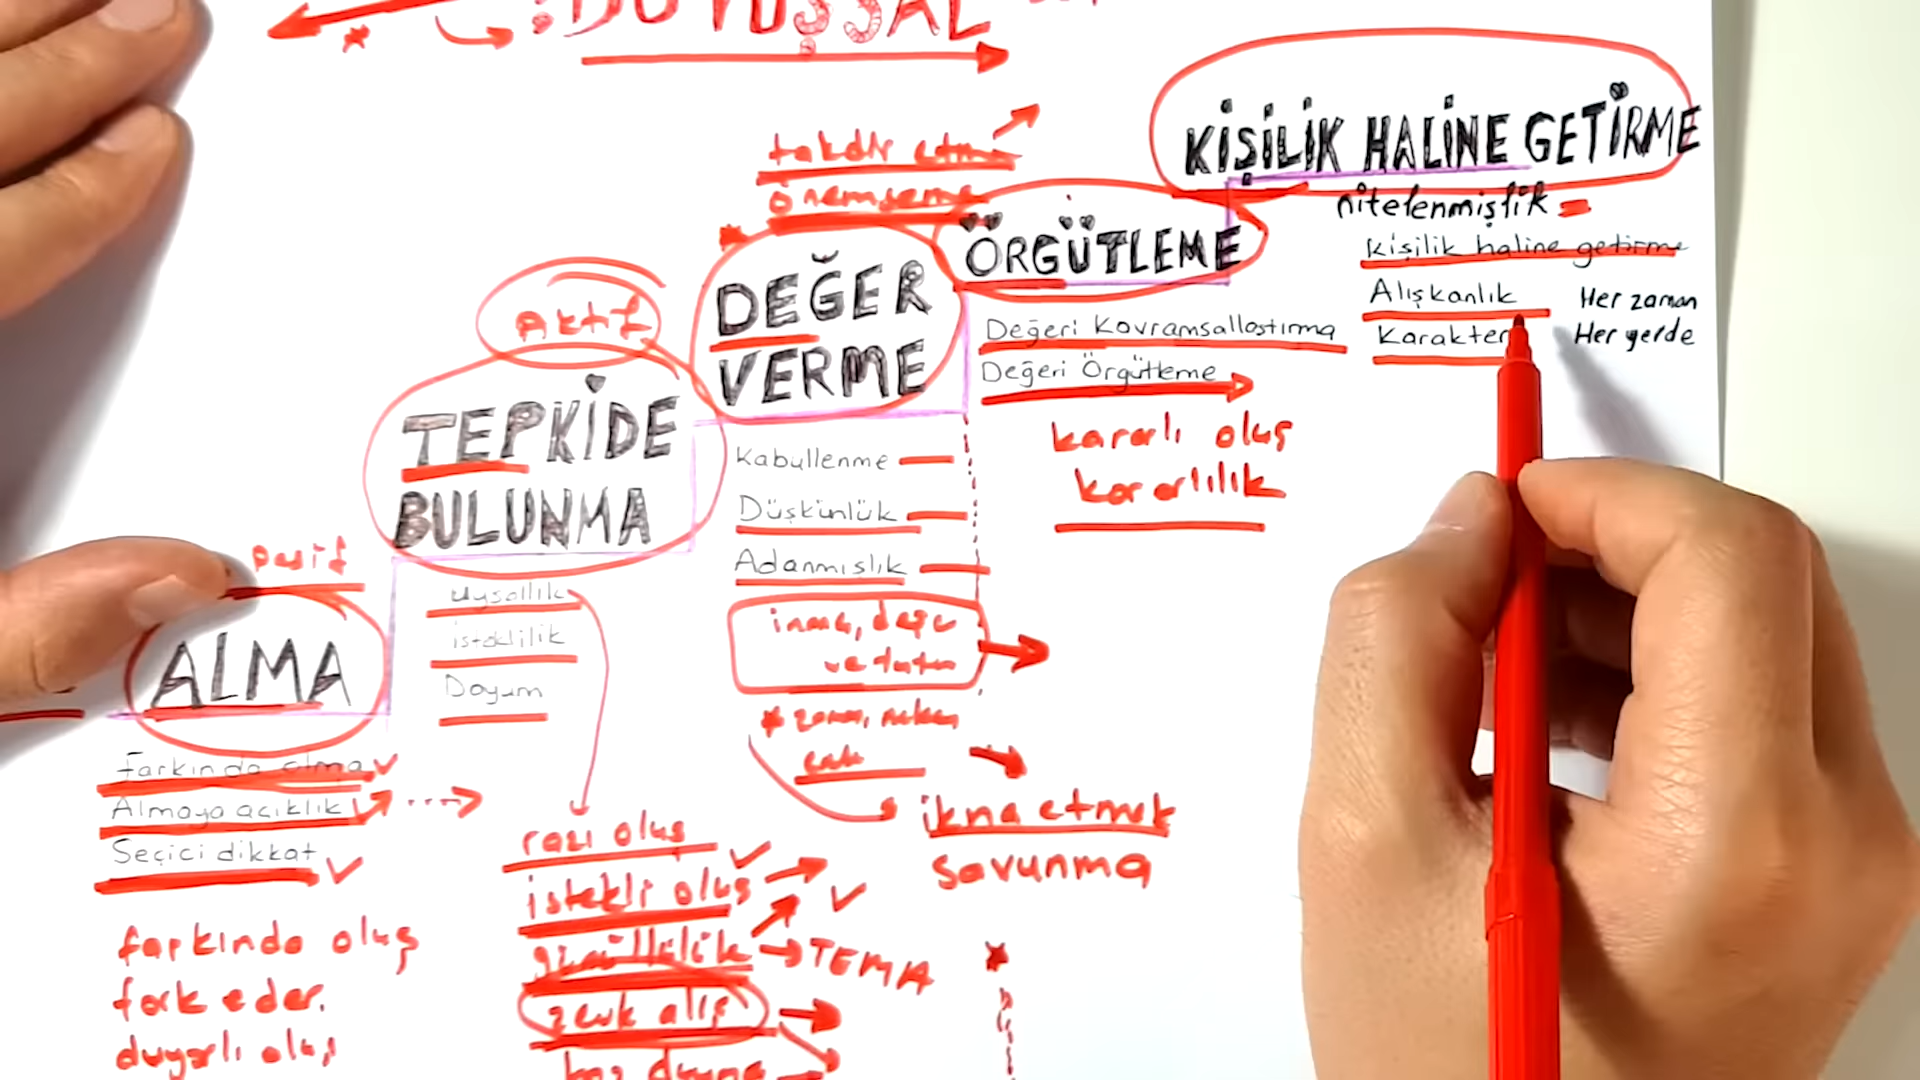 DUYUŞSAL
KİŞİLİK HALİNE GETİRME
nitelenmişlik
Kişilik haline getirme
Alışkanlık
Karakter
Her zaman
Her yerde
takdir etme
önemseme
ÖRGÜTLEME
Değeri Kavramsallaştırma
Değeri Örgütleme
kararlı oluş
kararlılık
DEĞER
VERME
Kabullenme
Düşkünlük
Adanmışlık
ve tutum
zaman,
ikna etmek
savunma
Aktif
TEPKİDE
BULUNMA
Uysallık
İsteklilik
Doyum
razı oluş
istekli oluş
gönüllülük
TEMA
zevk alış
Pasif
ALMA
Farkında olma
Almaya açıklık
Seçici dikkat
farkında oluş
fark eder.
duyarlı oluş